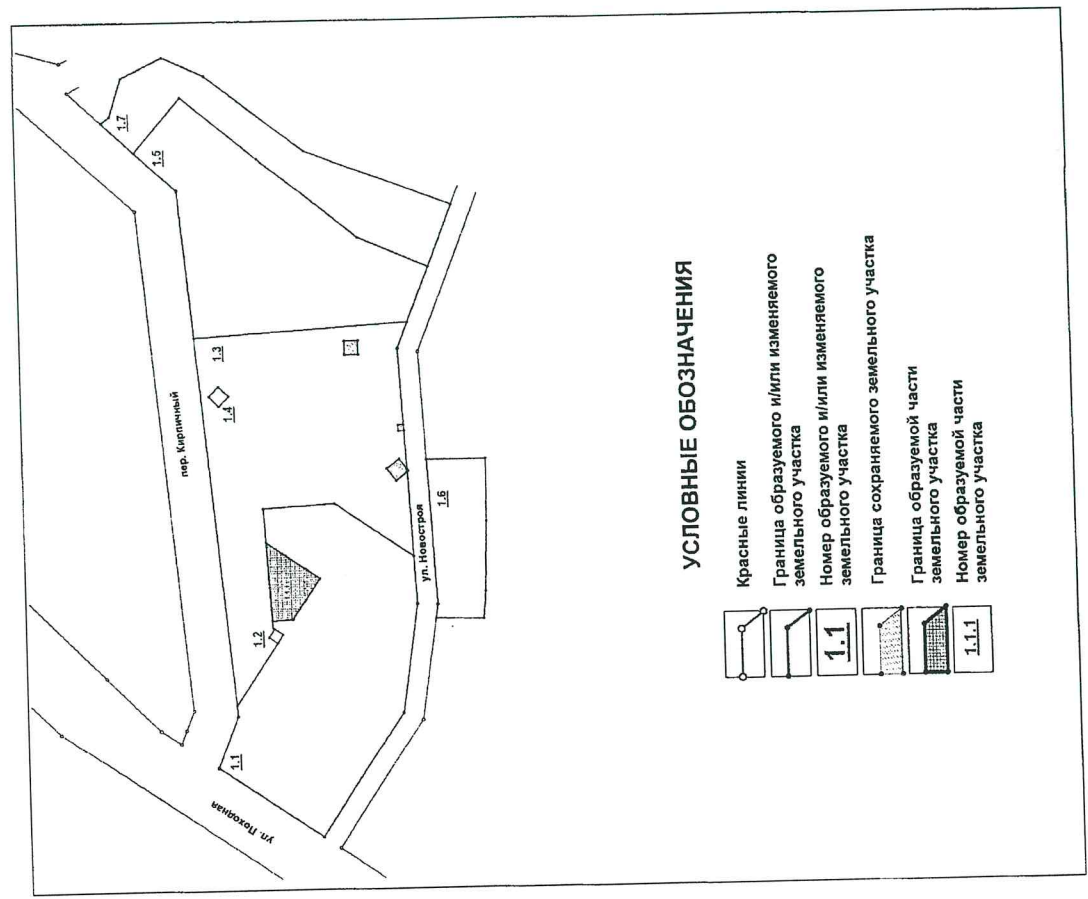 ул. Походная
пер. Кирпичный
ул. Новострой
1.1
1.2
1.3
1.4
1.5
1.6
1.7
УСЛОВНЫЕ ОБОЗНАЧЕНИЯ
Красные линии
Граница образуемого и/или изменяемого
земельного участка
1.1
Номер образуемого и/или изменяемого
земельного участка
Граница сохраняемого земельного участка
Граница образуемой части
земельного участка
1.1.1
Номер образуемой части
земельного участка